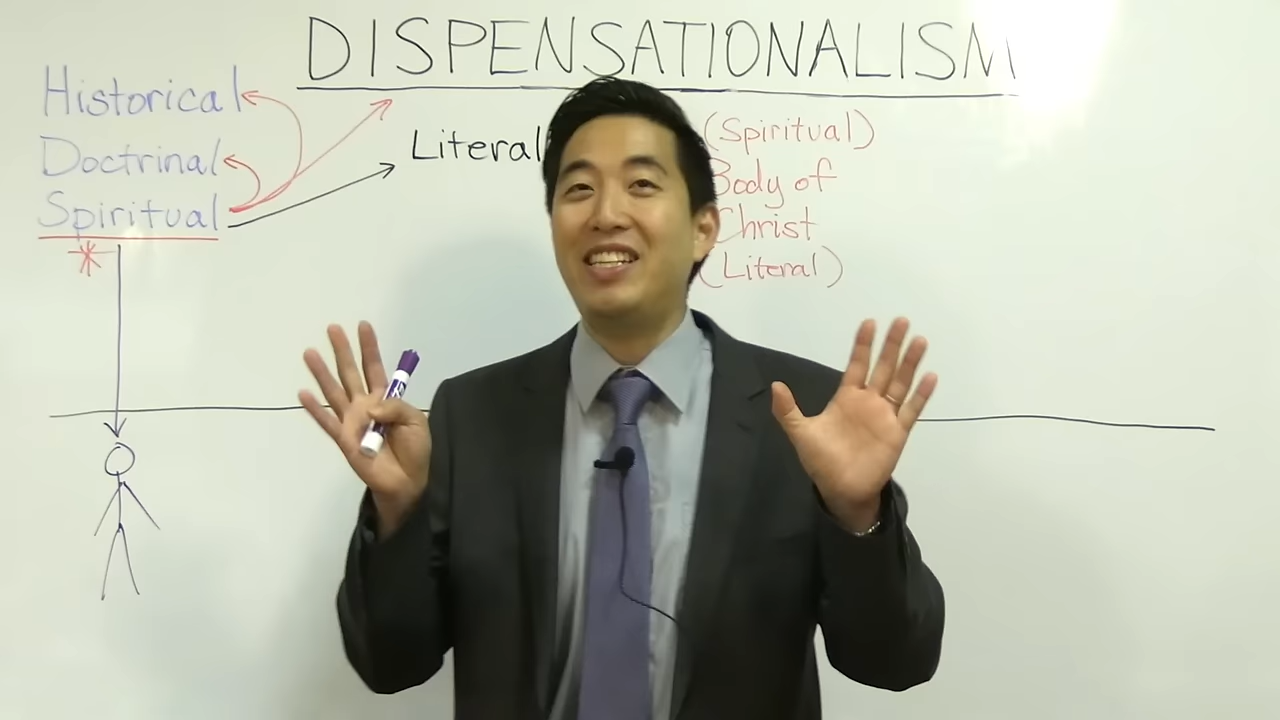 DISPENSATIONALISM
Historical
Doctrinal
Spiritual
Literal
(Spiritual)
Body of
Christ
(Literal)